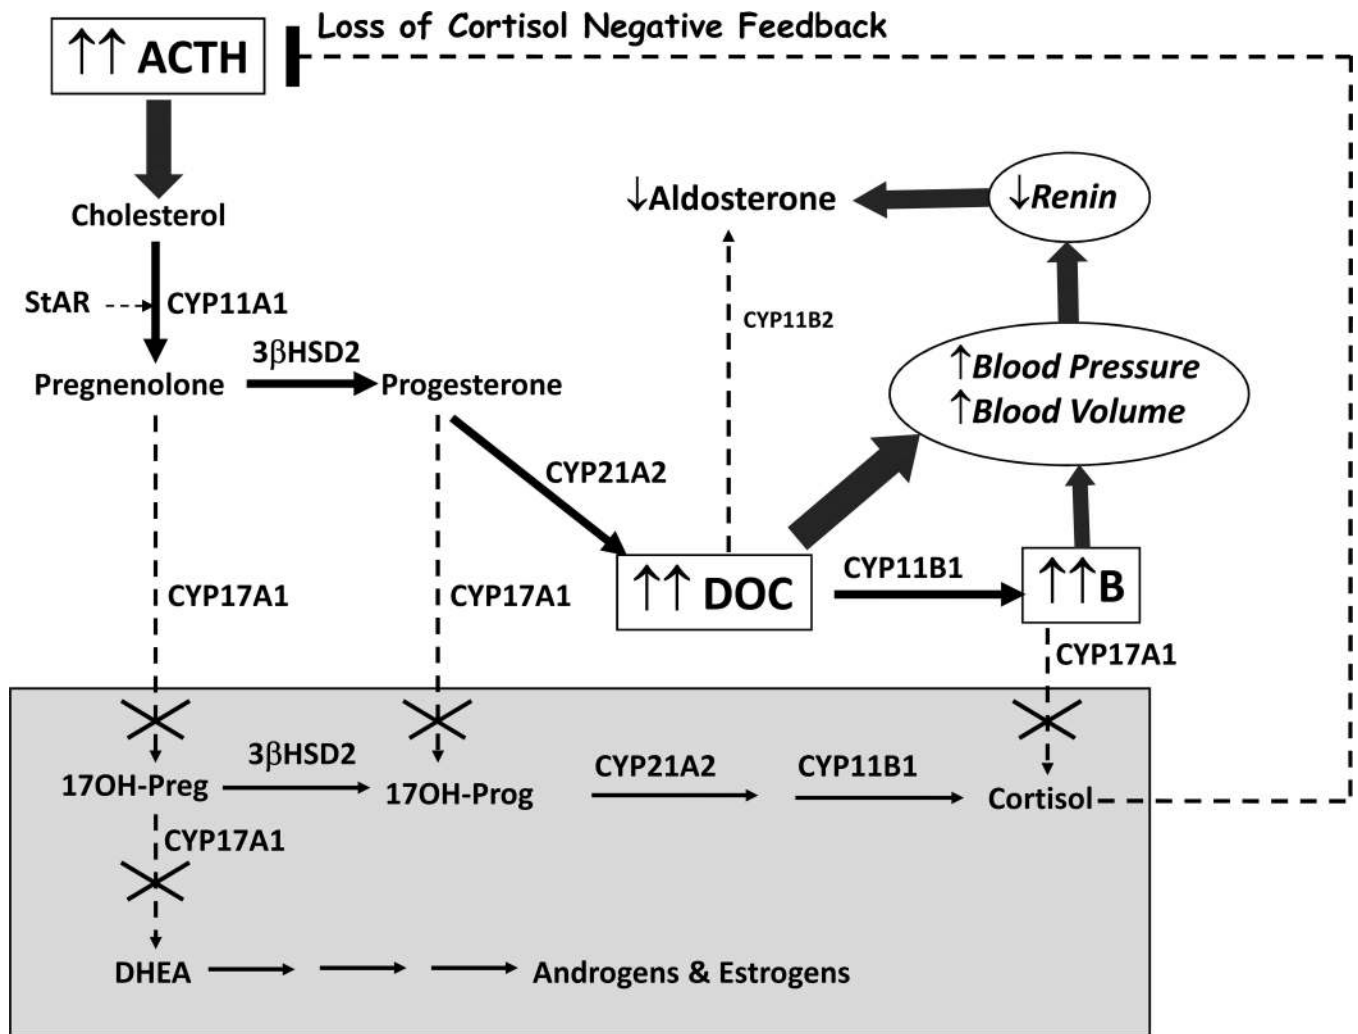 Loss of Cortisol Negative Feedback
↑↑ ACTH
Cholesterol
StAR
CYP11A1
Pregnenolone
3βHSD2
Progesterone
↓Aldosterone
↓Renin
CYP11B2
↑Blood Pressure
↑Blood Volume
CYP21A2
↑↑ DOC
CYP11B1
↑↑B
CYP17A1
CYP17A1
CYP17A1
17OH-Preg
3βHSD2
17OH-Prog
CYP21A2
CYP11B1
Cortisol
CYP17A1
DHEA
Androgens & Estrogens